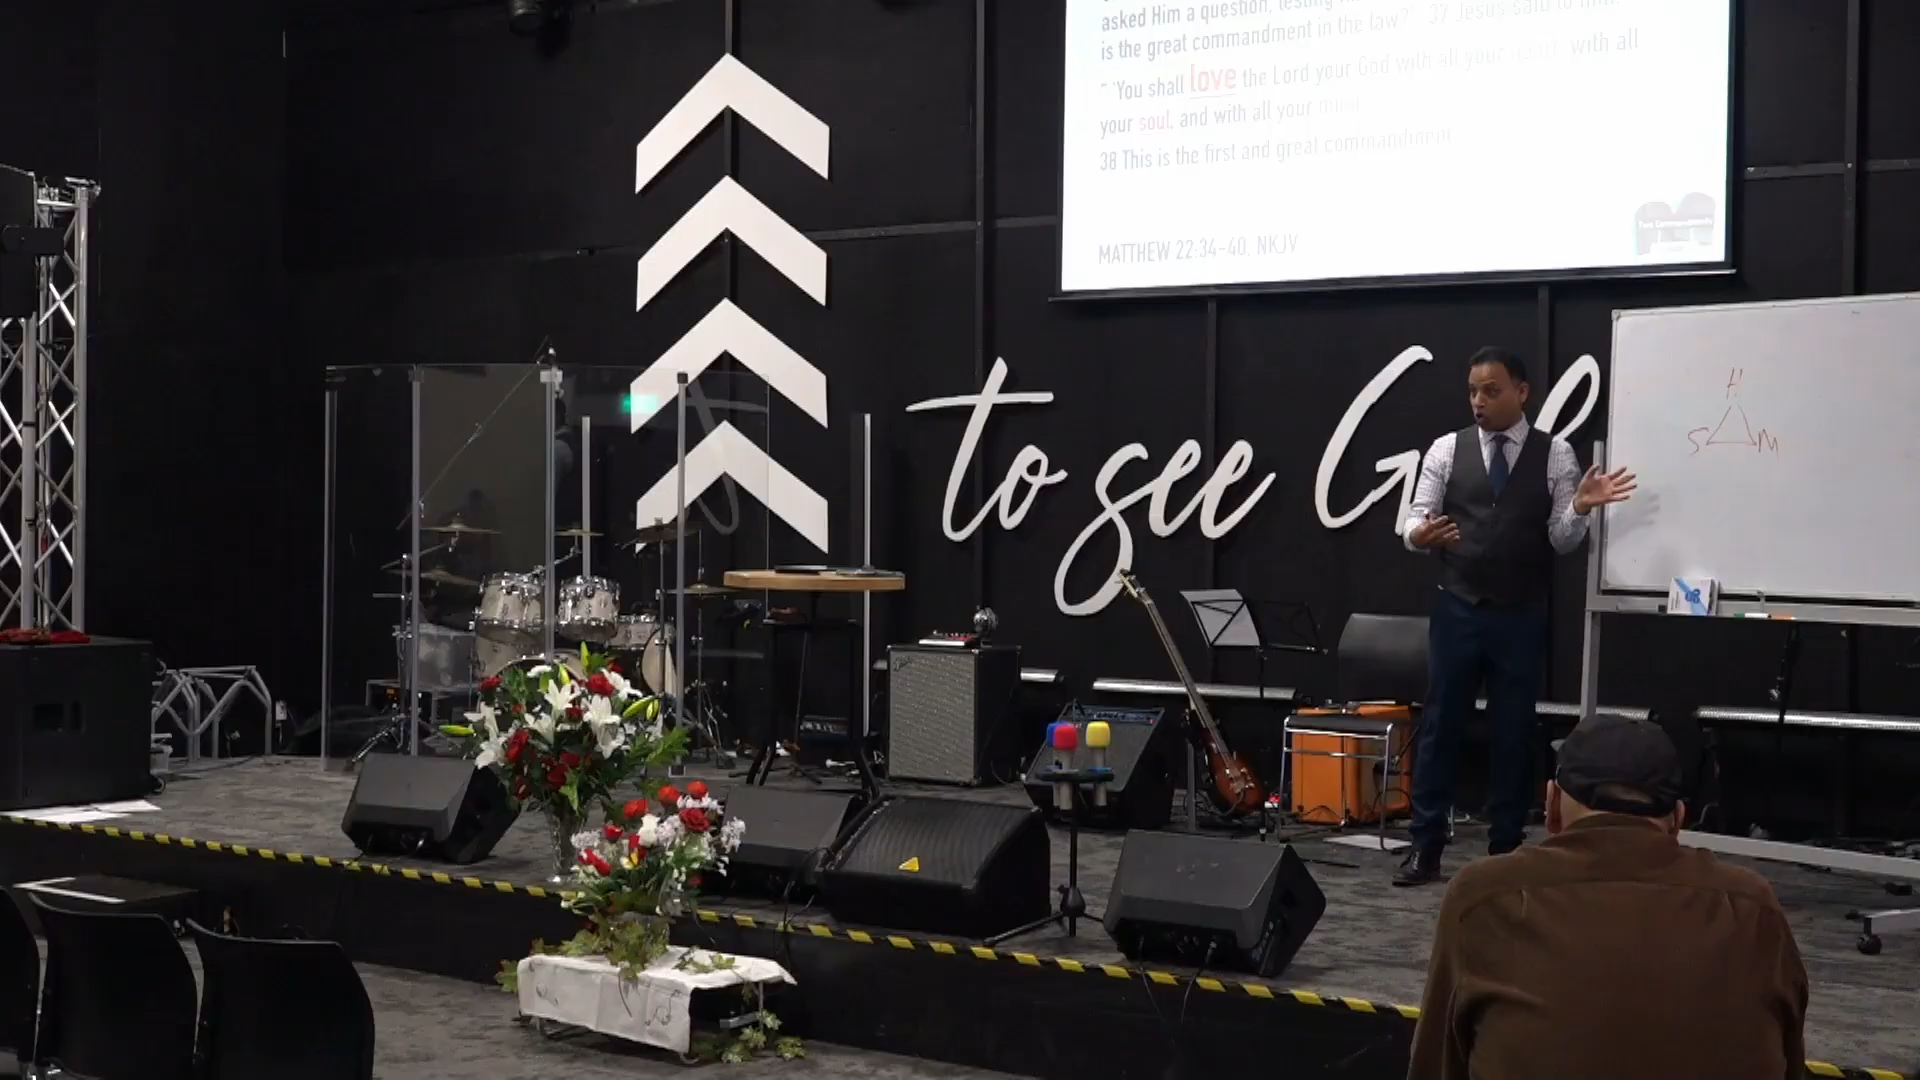 asked Him a question, testing
is the great commandment in the law?" 37 Jesus said to Him,
" 'You shall love the Lord your God with all your heart, with all
your soul, and with all your mind.'
38 This is the first and great commandment.
MATTHEW 22:34-40, NKJV
to see G
H
S M